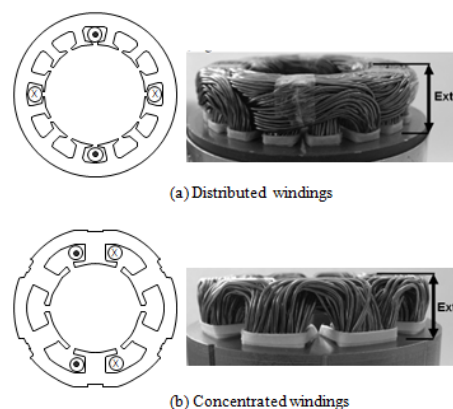 X
X
Ext
(a) Distributed windings
X
Ext
X
(b) Concentrated windings